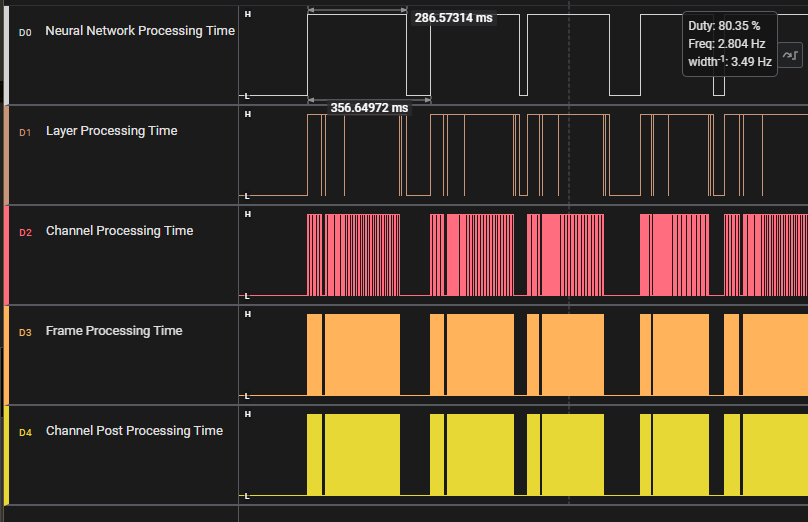 D0 Neural Network Processing Time
H
L
286.57314 ms
Duty: 80.35 %
Freq: 2.804 Hz
width-1: 3.49 Hz
356.64972 ms
D1 Layer Processing Time
H
L
D2 Channel Processing Time
H
L
D3 Frame Processing Time
H
L
D4 Channel Post Processing Time
H
L